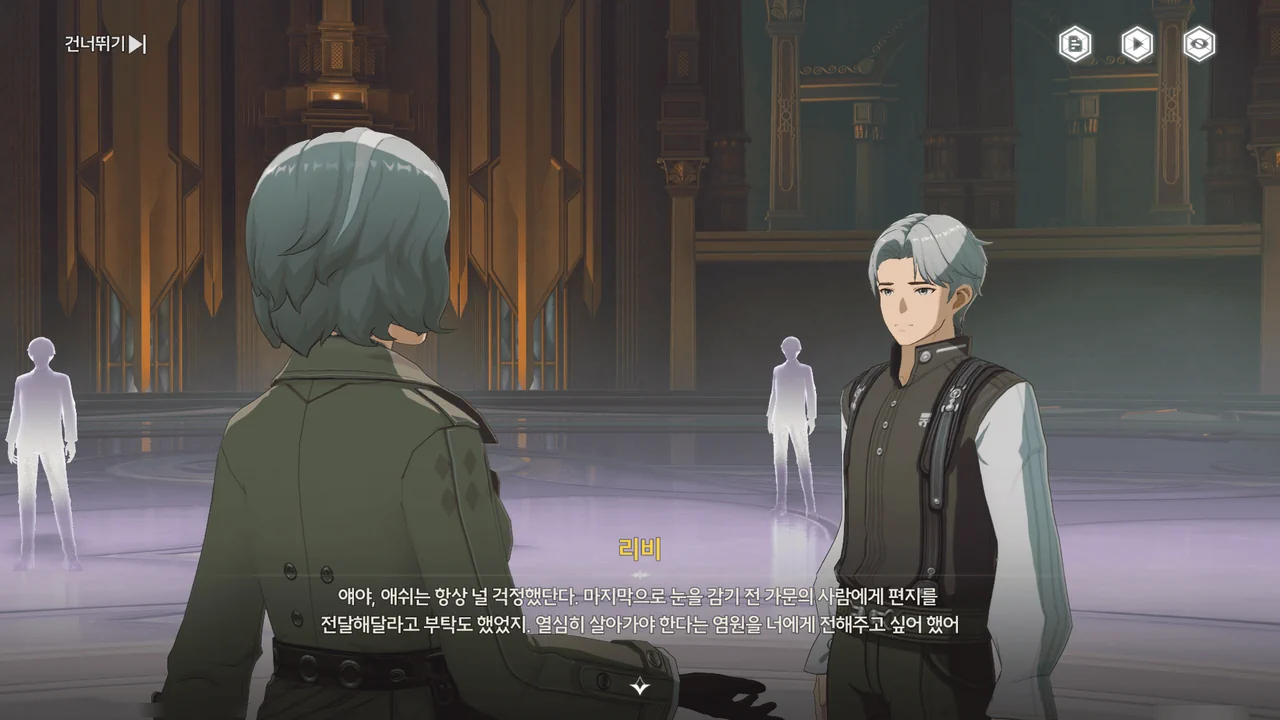 건너뛰기
리비
얘야, 애쉬는 항상 널 걱정했단다. 마지막으로 눈을 감기 전 가문의 사람에게 편지를
전달해달라고 부탁도 했었지. 열심히 살아가야 한다는 염원을 너에게 전해주고 싶어 했어